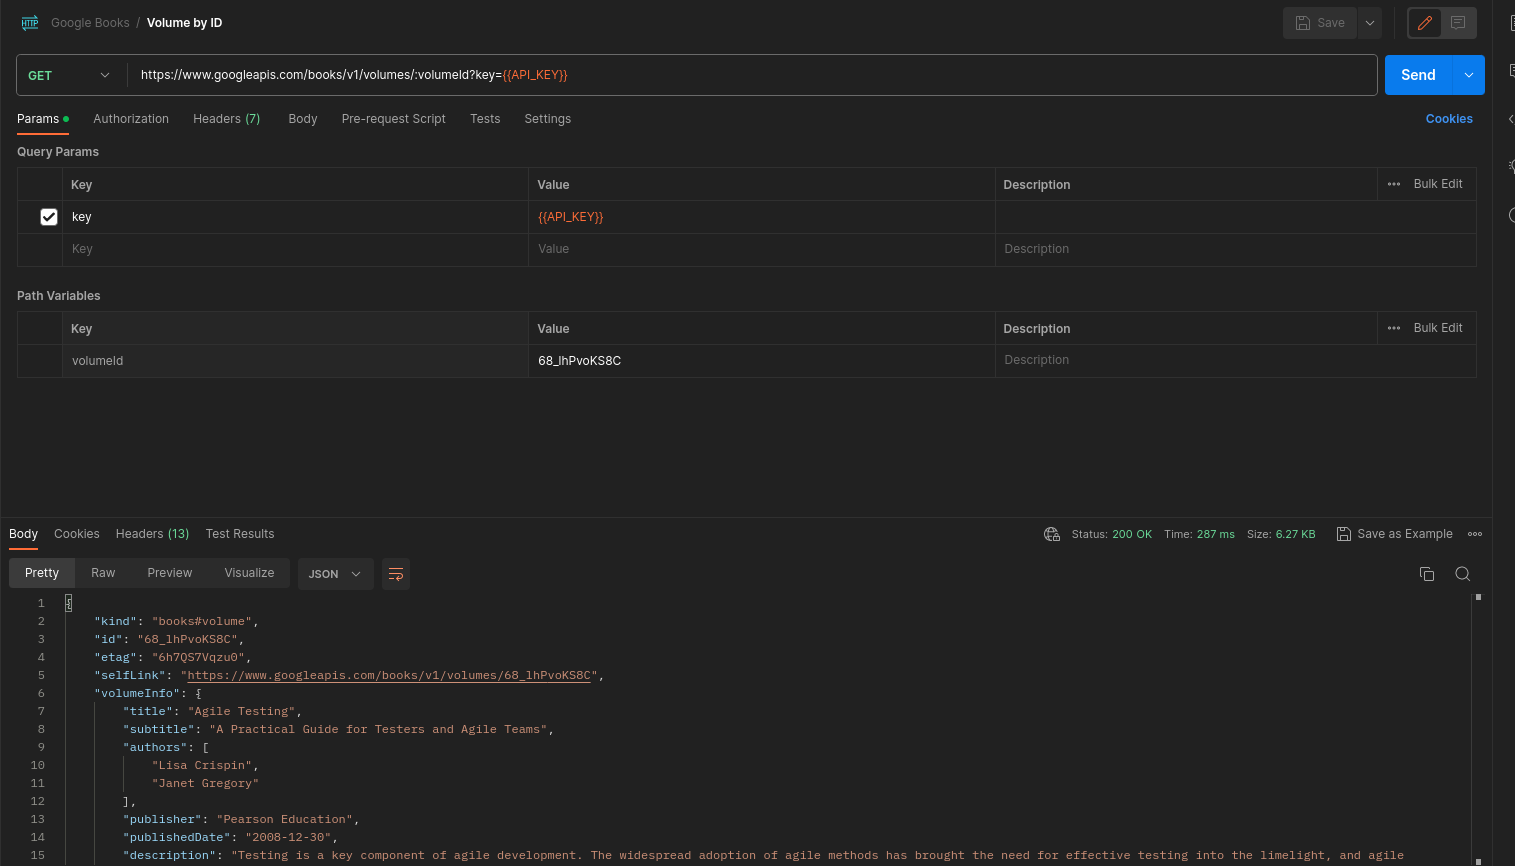 HTTP Google Books / Volume by ID Save
GET https://www.googleapis.com/books/v1/volumes/:volumeId?key={{API_KEY}} Send
Params Authorization Headers (7) Body Pre-request Script Tests Settings Cookies
Query Params
Key Value Description ••• Bulk Edit
key {{API_KEY}}
Key Value Description
Path Variables
Key Value Description ••• Bulk Edit
volumeId 68_lhPvoKS8C Description
Body Cookies Headers (13) Test Results Status: 200 OK Time: 287 ms Size: 6.27 KB Save as Example
Pretty Raw Preview Visualize JSON
1 {
2 "kind": "books#volume",
3 "id": "68_lhPvoKS8C",
4 "etag": "6h7QS7Vqzu0",
5 "selfLink": "https://www.googleapis.com/books/v1/volumes/68_lhPvoKS8C",
6 "volumeInfo": {
7 "title": "Agile Testing",
8 "subtitle": "A Practical Guide for Testers and Agile Teams",
9 "authors": [
10 "Lisa Crispin",
11 "Janet Gregory"
12 ],
13 "publisher": "Pearson Education",
14 "publishedDate": "2008-12-30",
15 "description": "Testing is a key component of agile development. The widespread adoption of agile methods has brought the need for effective testing into the limelight, and agile